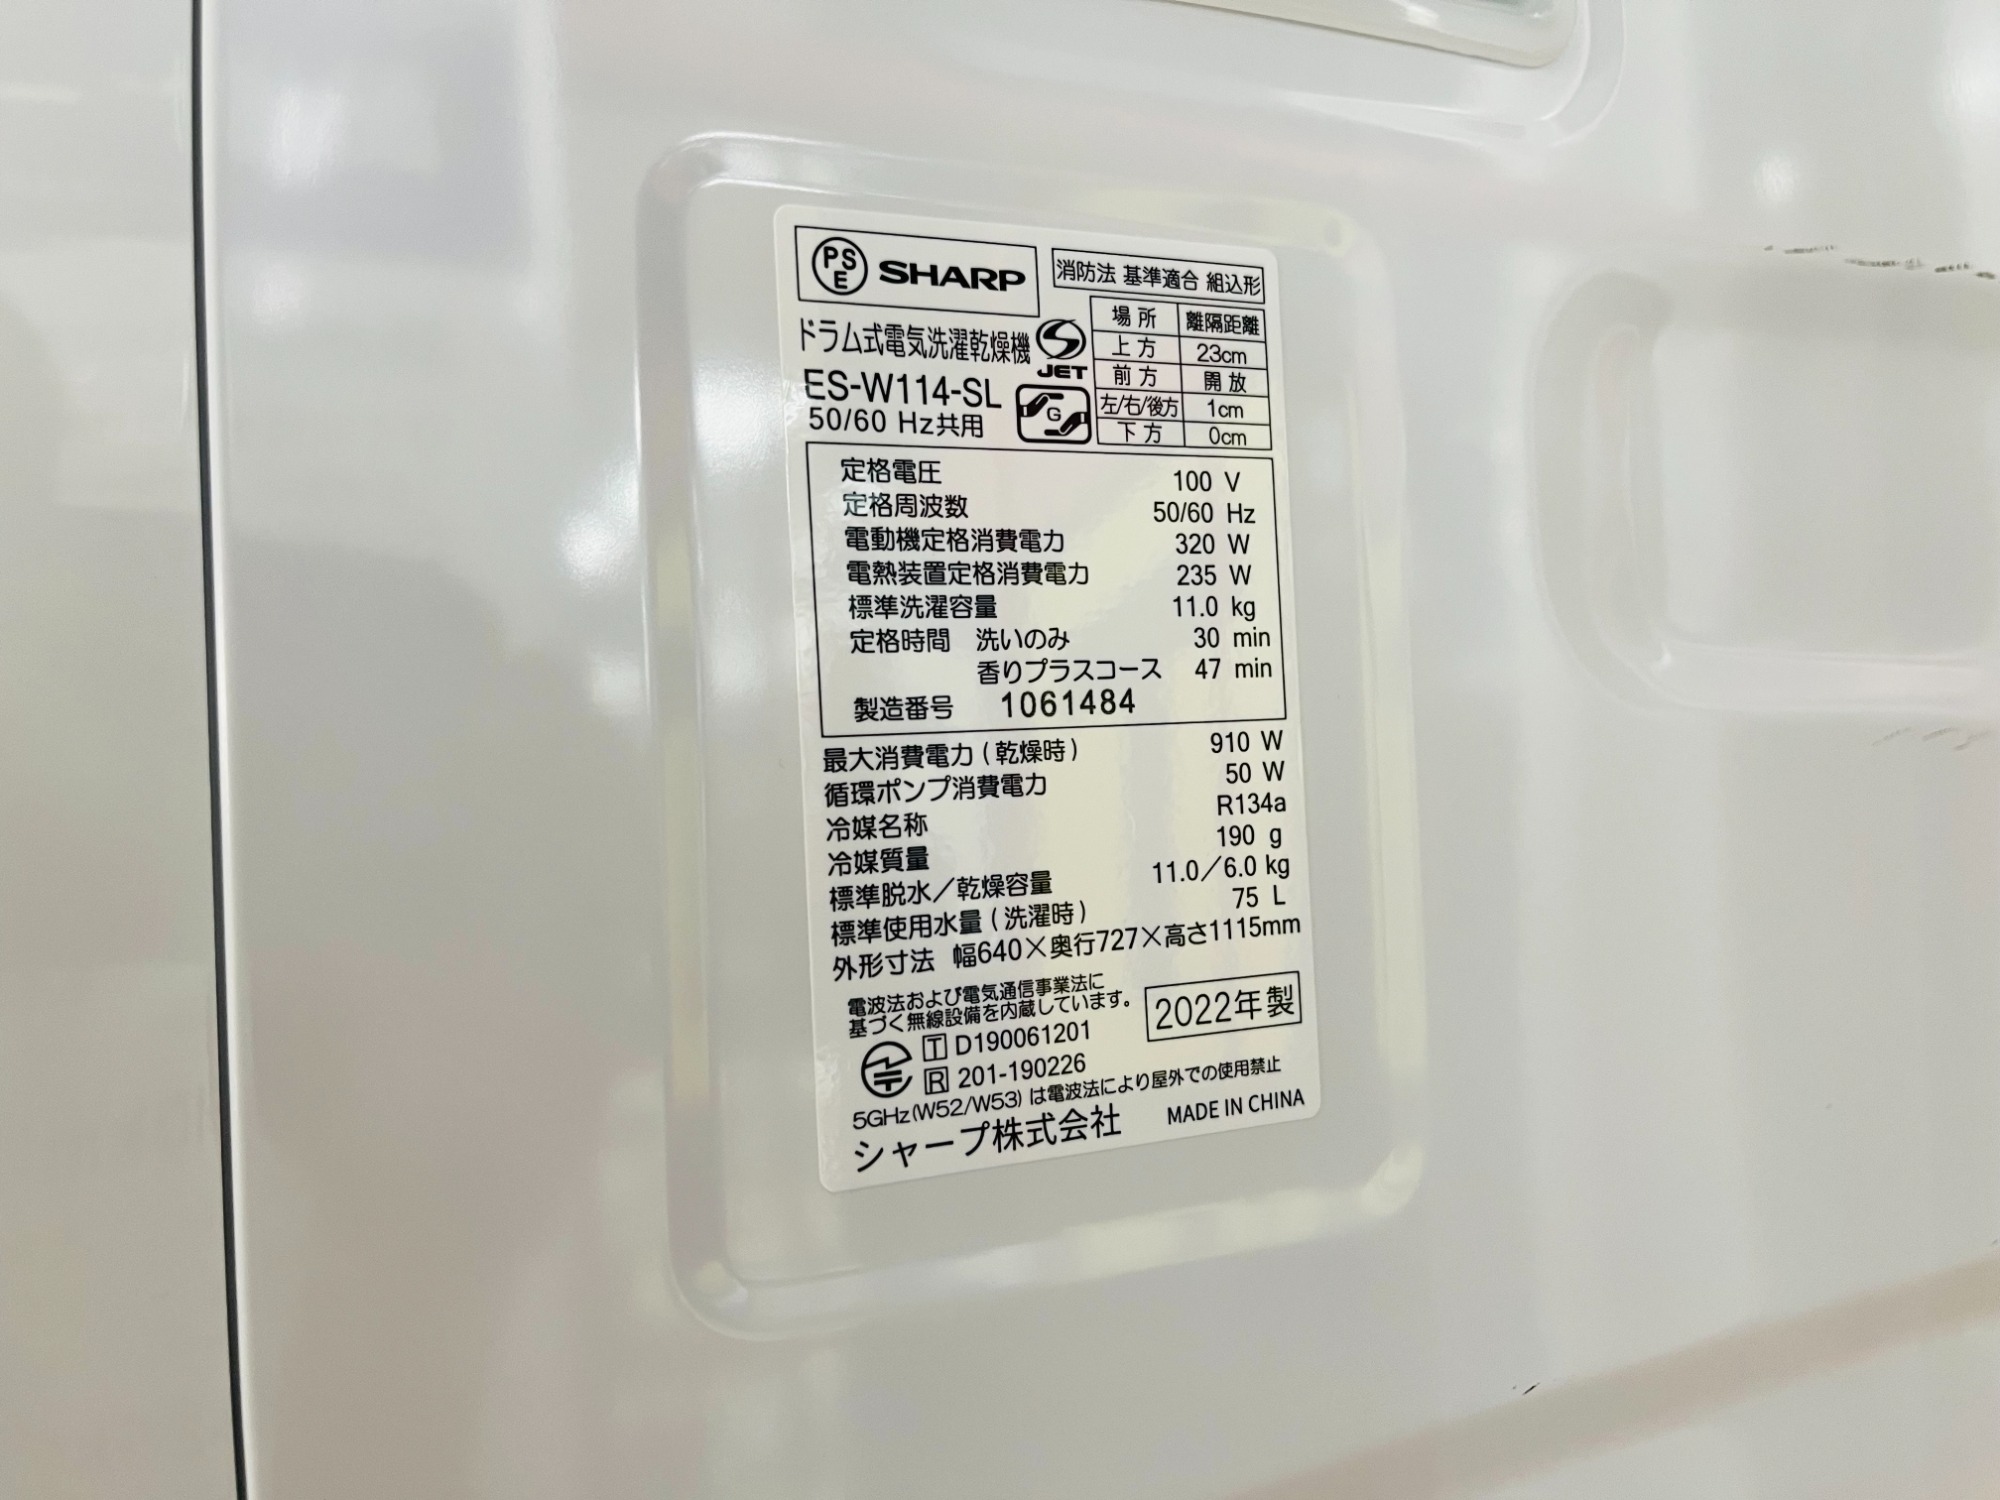 PSE SHARP
消防法 基準適合 組込形
ドラム式電気洗濯乾燥機
ES-W114-SL
50/60 Hz共用
S JET
G
場所 離隔距離
上方 23cm
前方 開放
左/右/後方 1cm
下方 0cm
定格電圧 100 V
定格周波数 50/60 Hz
電動機定格消費電力 320 W
電熱装置定格消費電力 235 W
標準洗濯容量 11.0 kg
定格時間 洗いのみ 30 min
香りプラスコース 47 min
製造番号 1061484
最大消費電力(乾燥時) 910 W
循環ポンプ消費電力 50 W
冷媒名称 R134a
冷媒質量 190 g
標準脱水/乾燥容量 11.0/6.0 kg
標準使用水量(洗濯時) 75 L
外形寸法 幅640×奥行727×高さ1115mm
電波法および電気通信事業法に
基づく無線設備を内蔵しています。
2022年製
T D190061201
R 201-190226
5GHz(W52/W53)は電波法により屋外での使用禁止
シャープ株式会社 MADE IN CHINA